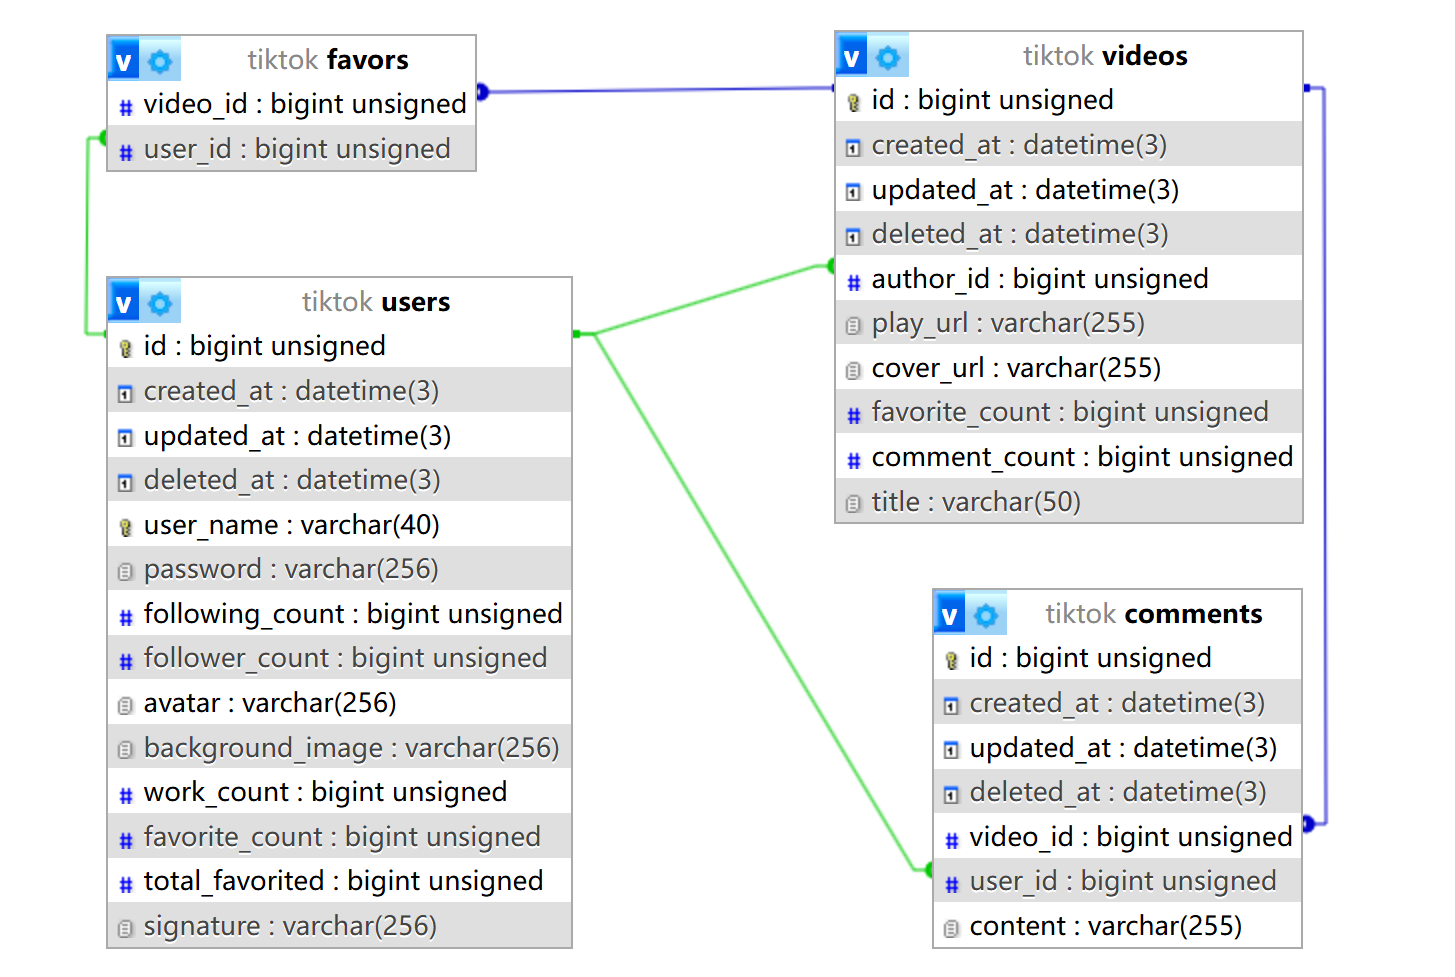 v tiktok favors
# video_id : bigint unsigned
# user_id : bigint unsigned
v tiktok users
id : bigint unsigned
created_at : datetime(3)
updated_at : datetime(3)
deleted_at : datetime(3)
user_name : varchar(40)
password : varchar(256)
# following_count : bigint unsigned
# follower_count : bigint unsigned
avatar : varchar(256)
background_image : varchar(256)
# work_count : bigint unsigned
# favorite_count : bigint unsigned
# total_favorited : bigint unsigned
signature : varchar(256)
v tiktok videos
id : bigint unsigned
created_at : datetime(3)
updated_at : datetime(3)
deleted_at : datetime(3)
# author_id : bigint unsigned
play_url : varchar(255)
cover_url : varchar(255)
# favorite_count : bigint unsigned
# comment_count : bigint unsigned
title : varchar(50)
v tiktok comments
id : bigint unsigned
created_at : datetime(3)
updated_at : datetime(3)
deleted_at : datetime(3)
# video_id : bigint unsigned
# user_id : bigint unsigned
content : varchar(255)